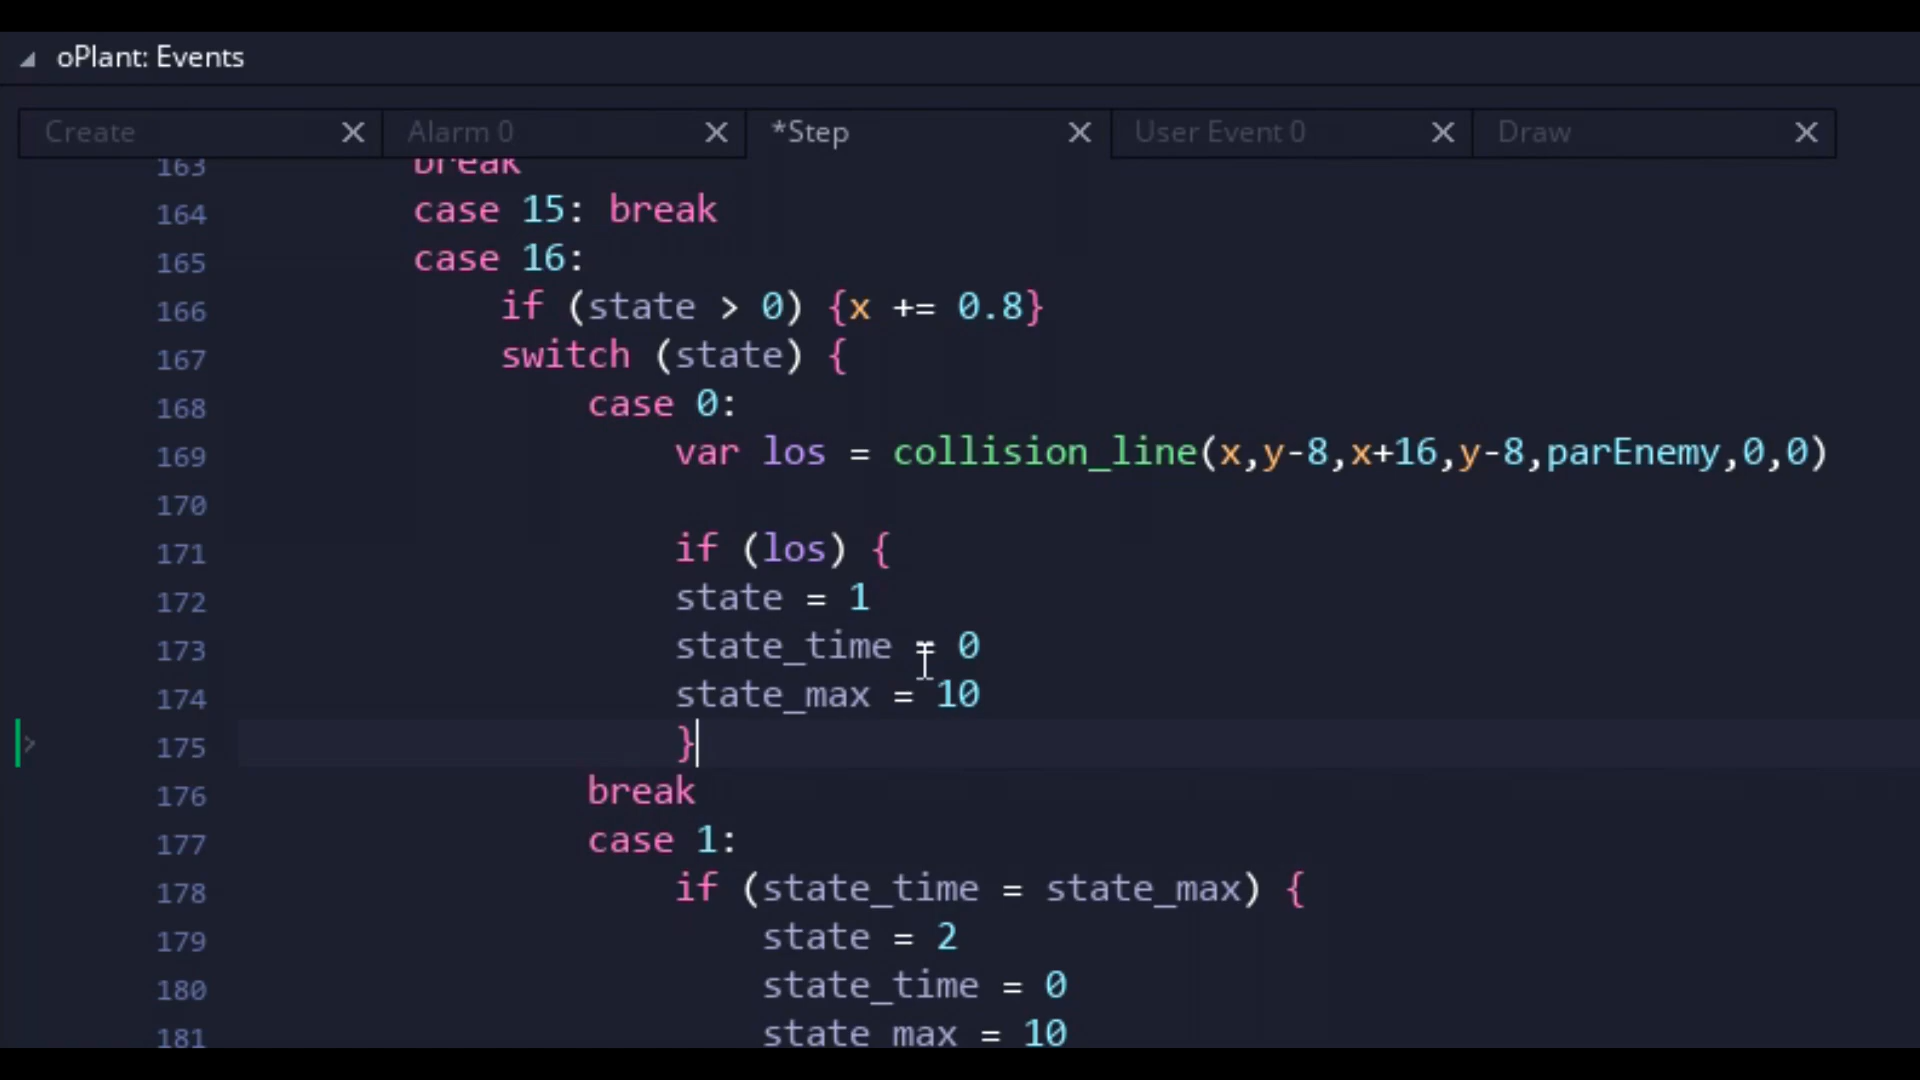 oPlant: Events
Create Alarm 0 *Step User Event 0 Draw
163 break
164 case 15: break
165 case 16:
166 if (state > 0) {x += 0.8}
167 switch (state) {
168 case 0:
169 var los = collision_line(x,y-8,x+16,y-8,parEnemy,0,0)
170
171 if (los) {
172 state = 1
173 state_time = 0
174 state_max = 10
175 }
176 break
177 case 1:
178 if (state_time = state_max) {
179 state = 2
180 state_time = 0
181 state_max = 10